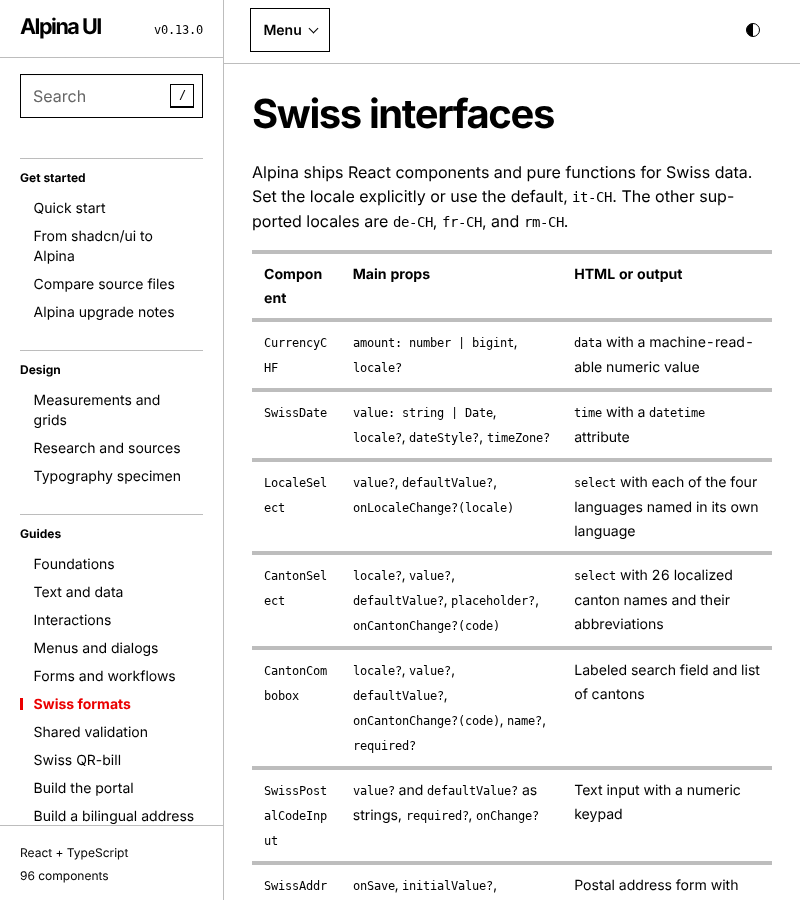 Alpina UI
v0.13.0
Search
/
Get started
Quick start
From shadcn/ui to
Alpina
Compare source files
Alpina upgrade notes
Design
Measurements and
grids
Research and sources
Typography specimen
Guides
Foundations
Text and data
Interactions
Menus and dialogs
Forms and workflows
Swiss formats
Shared validation
Swiss QR-bill
Build the portal
Build a bilingual address
React + TypeScript
96 components
Menu
Swiss interfaces
Alpina ships React components and pure functions for Swiss data.
Set the locale explicitly or use the default, it-CH. The other sup-
ported locales are de-CH, fr-CH, and rm-CH.
Compon
ent
Main props
HTML or output
CurrencyC
HF
amount: number | bigint,
locale?
data with a machine-read-
able numeric value
SwissDate
value: string | Date,
locale?, dateStyle?, timeZone?
time with a datetime
attribute
LocaleSel
ect
value?, defaultValue?,
onLocaleChange?(locale)
select with each of the four
languages named in its own
language
CantonSel
ect
locale?, value?,
defaultValue?, placeholder?,
onCantonChange?(code)
select with 26 localized
canton names and their
abbreviations
CantonCom
bobox
locale?, value?,
defaultValue?,
onCantonChange?(code), name?,
required?
Labeled search field and list
of cantons
SwissPost
alCodeInp
ut
value? and defaultValue? as
strings, required?, onChange?
Text input with a numeric
keypad
SwissAddr
onSave, initialValue?,
Postal address form with